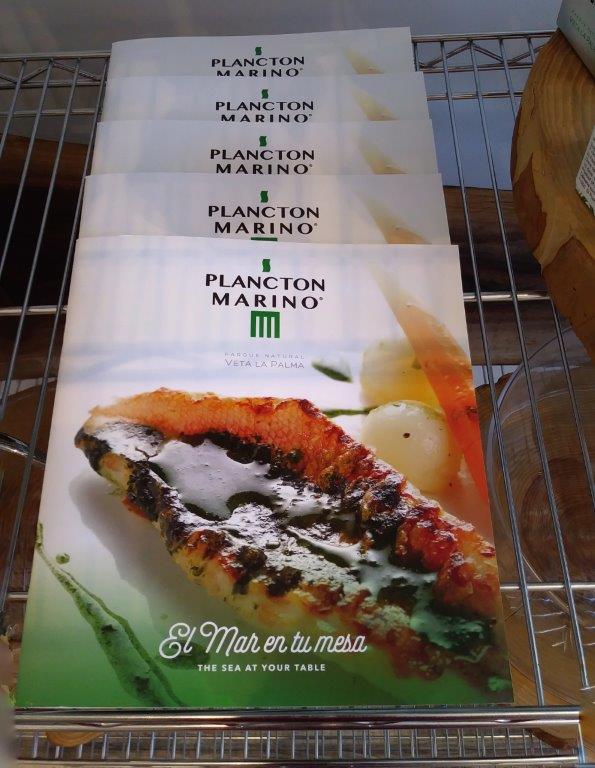 PLANCTON
MARINO®
PLANCTON
MARINO®
PLANCTON
MARINO®
PLANCTON
MARINO®
PLANCTON
MARINO®
PARQUE NATURAL
VETA LA PALMA
El Mar en tu mesa
THE SEA AT YOUR TABLE